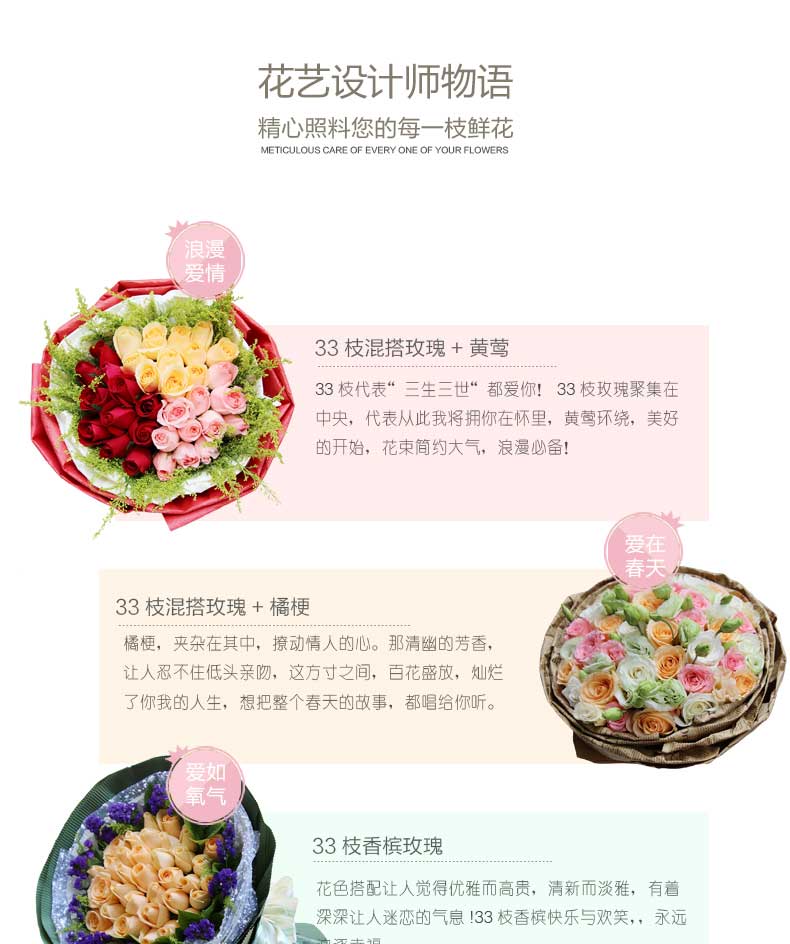 花艺设计师物语
精心照料您的每一枝鲜花
METICULOUS CARE OF EVERY ONE OF YOUR FLOWERS
浪漫
爱情
33 枝混搭玫瑰 + 黄莺
33 枝代表“ 三生三世“ 都爱你! 33 枝玫瑰聚集在
中央，代表从此我将拥你在怀里，黄莺环绕，美好
的开始，花束简约大气，浪漫必备!
爱在
春天
33 枝混搭玫瑰 + 橘梗
橘梗，夹杂在其中，撩动情人的心。那清幽的芳香，
让人忍不住低头亲吻，这方寸之间，百花盛放，灿烂
了你我的人生，想把整个春天的故事，都唱给你听。
爱如
氧气
33 枝香槟玫瑰
花色搭配让人觉得优雅而高贵，清新而淡雅，有着
深深让人迷恋的气息 !33 枝香槟快乐与欢笑，，永远